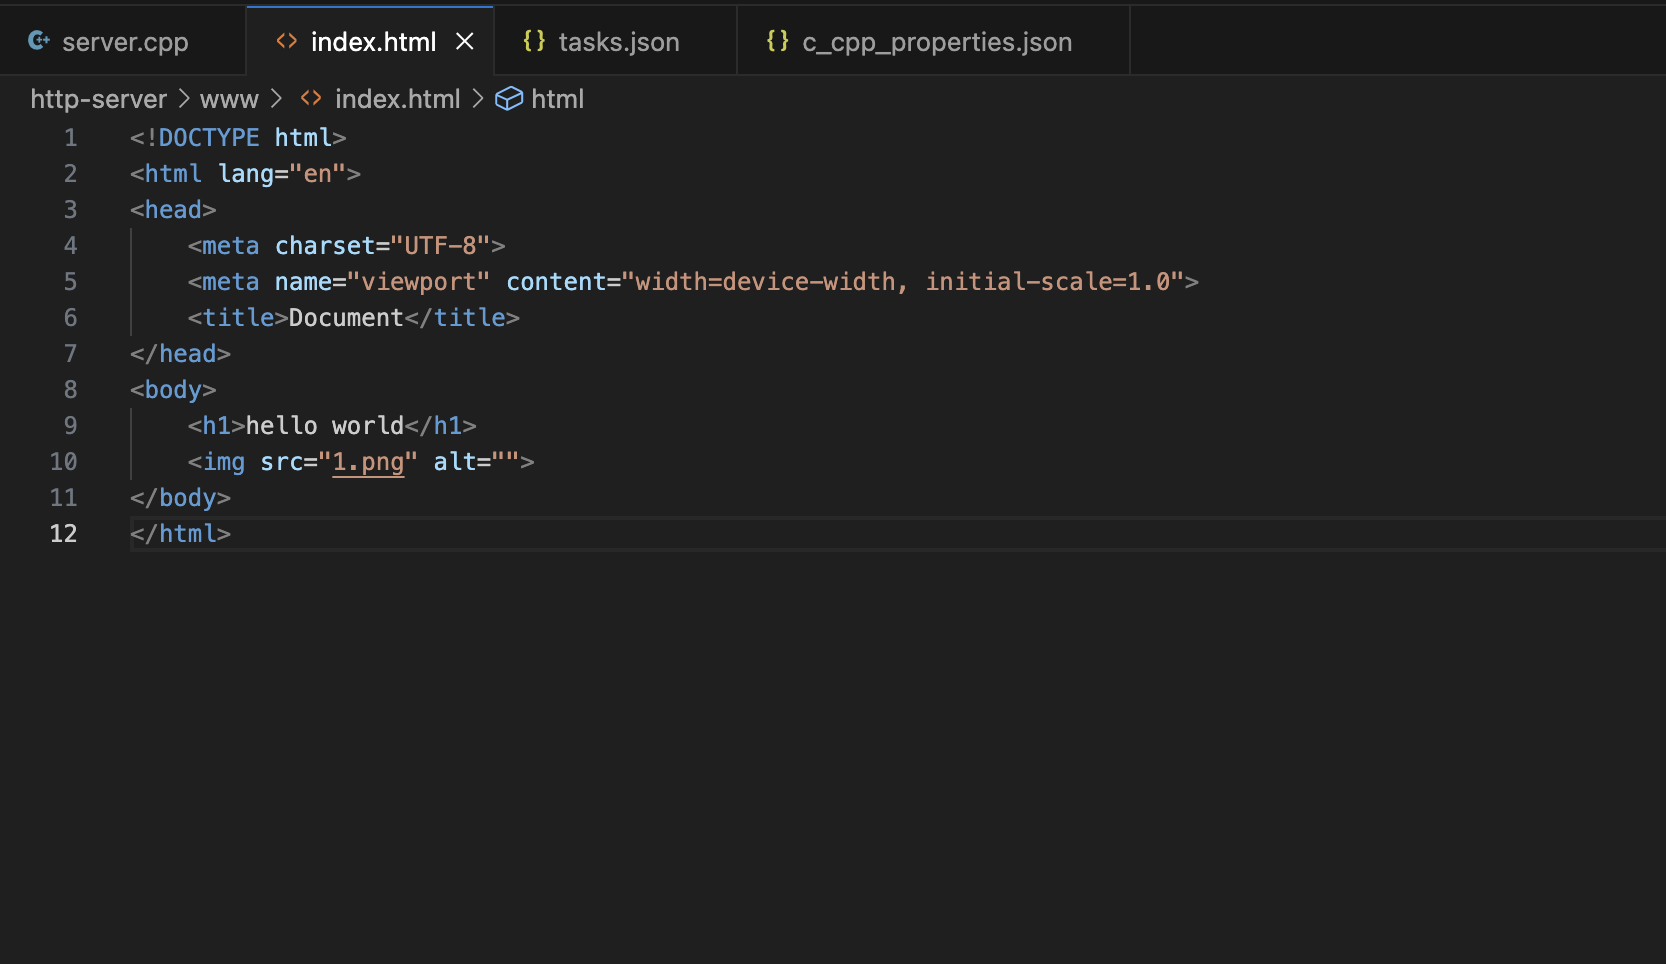 server.cpp index.html tasks.json c_cpp_properties.json
http-server > www > <> index.html > html
1 <!DOCTYPE html>
2 <html lang="en">
3 <head>
4     <meta charset="UTF-8">
5     <meta name="viewport" content="width=device-width, initial-scale=1.0">
6     <title>Document</title>
7 </head>
8 <body>
9     <h1>hello world</h1>
10     <img src="1.png" alt="">
11 </body>
12 </html>